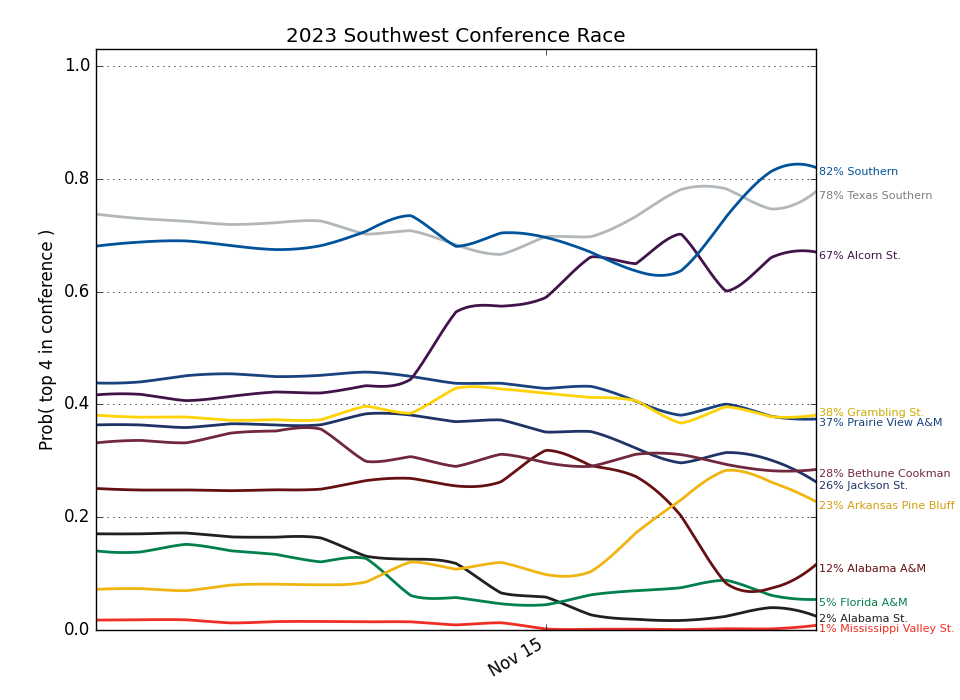 2023 Southwest Conference Race
Prob( top 4 in conference )
1.0
0.8
0.6
0.4
0.2
0.0
Nov 15
82% Southern
78% Texas Southern
67% Alcorn St.
38% Grambling St.
37% Prairie View A&M
28% Bethune Cookman
26% Jackson St.
23% Arkansas Pine Bluff
12% Alabama A&M
5% Florida A&M
2% Alabama St.
1% Mississippi Valley St.